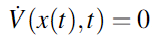 V̇(x(t),t) = 0